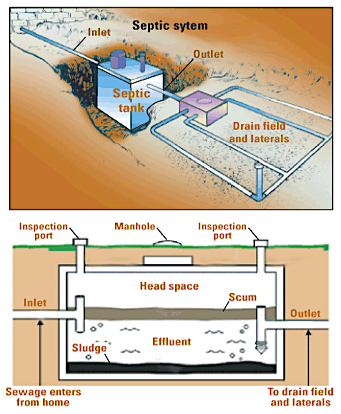 Septic sytem
Inlet
Outlet
Septic
tank
Drain field
and laterals
Inspection
port
Manhole
Inspection
port
Head space
Scum
Inlet
Outlet
Effluent
Sludge
Sewage enters
from home
To drain field
and laterals